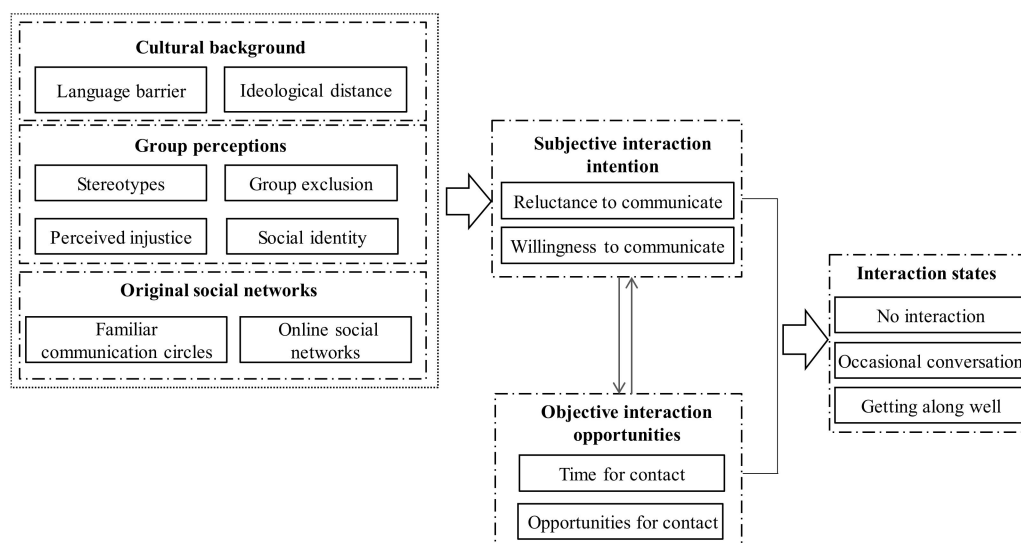 Cultural background
Language barrier
Ideological distance
Group perceptions
Stereotypes
Group exclusion
Perceived injustice
Social identity
Original social networks
Familiar
communication circles
Online social
networks
Subjective interaction
intention
Reluctance to communicate
Willingness to communicate
Objective interaction
opportunities
Time for contact
Opportunities for contact
Interaction states
No interaction
Occasional conversation
Getting along well